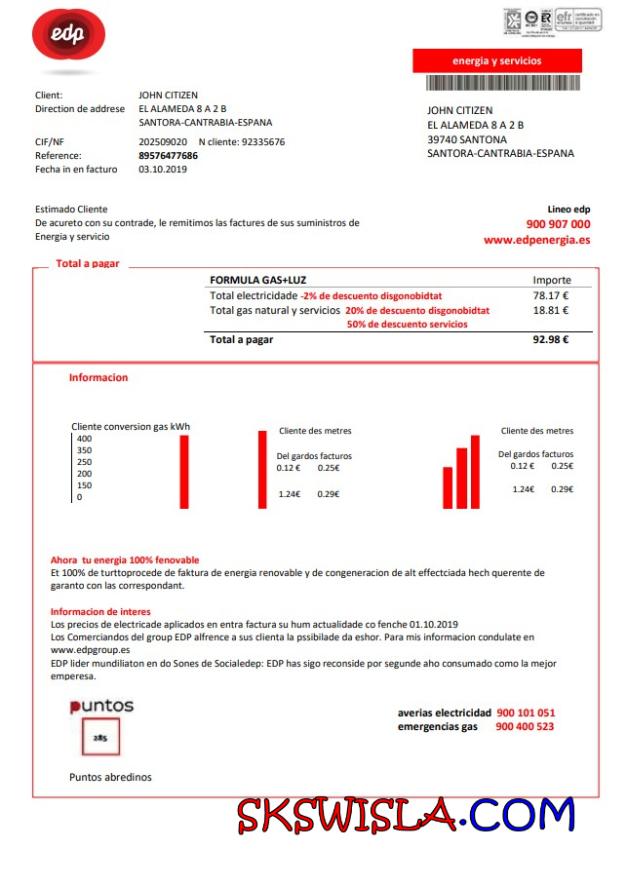 edp
efr
energia y servicios
Client: JOHN CITIZEN
Direction de addrese EL ALAMEDA 8 A 2 B
SANTORA-CANTRABIA-ESPANA
CIF/NF 202509020 N cliente: 92335676
Reference: 89576477686
Fecha in en facturo 03.10.2019
JOHN CITIZEN
EL ALAMEDA 8 A 2 B
39740 SANTONA
SANTORA-CANTRABIA-ESPANA
Estimado Cliente
De acureto con su contrade, le remitimos las factures de sus suministros de
Energia y servicio
Lineo edp
900 907 000
www.edpenergia.es
Total a pagar
FORMULA GAS+LUZ Importe
Total electricidade -2% de descuento disgonobidtat 78.17 €
Total gas natural y servicios 20% de descuento disgonobidtat 18.81 €
50% de descuento servicios
Total a pagar 92.98 €
Informacion
Cliente conversion gas kWh
400
350
250
200
150
0
Cliente des metres
Del gardos facturos
0.12 € 0.25€
1.24€ 0.29€
Cliente des metres
Del gardos facturos
0.12 € 0.25€
1.24€ 0.29€
Ahora tu energia 100% fenovable
Et 100% de turttoprocede de faktura de energia renovable y de congeneracion de alt effectciada hech querente de
garanto con las correspondant.
Informacion de interes
Los precios de electricade aplicados en entra factura su hum actualidade co fenche 01.10.2019
Los Comerciandos del group EDP alfrence a sus clienta la pssibilade da eshor. Para mis informacion condulate en
www.edpgroup.es
EDP lider mundiliaton en do Sones de Socialedep: EDP has sigo reconside por segunde aho consumado como la mejor
emperesa.
puntos
285
Puntos abredinos
averias electricidad 900 101 051
emergencias gas 900 400 523
SKSWISLA.COM